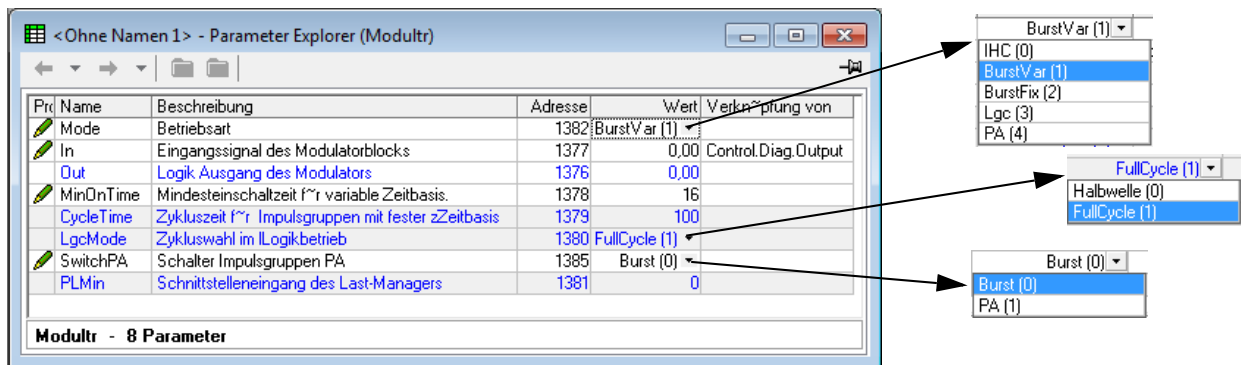 <Ohne Namen 1> - Parameter Explorer (Modultr)
Pro Name Beschreibung Adresse Wert Verkn~pfung von
Mode Betriebsart 1382 BurstVar (1)
In Eingangssignal des Modulatorblocks 1377 0,00 Control.Diag.Output
Out Logik Ausgang des Modulators 1376 0,00
MinOnTime Mindesteinschaltzeit f~r variable Zeitbasis. 1378 16
CycleTime Zykluszeit f~r Impulsgruppen mit fester zZeitbasis 1379 100
LgcMode Zykluswahl im lLogikbetrieb 1380 FullCycle (1)
SwitchPA Schalter Impulsgruppen PA 1385 Burst (0)
PLMin Schnittstelleneingang des Last-Managers 1381 0
Modultr - 8 Parameter
BurstVar (1)
IHC (0)
BurstVar (1)
BurstFix (2)
Lgc (3)
PA (4)
FullCycle (1)
Halbwelle (0)
FullCycle (1)
Burst (0)
Burst (0)
PA (1)